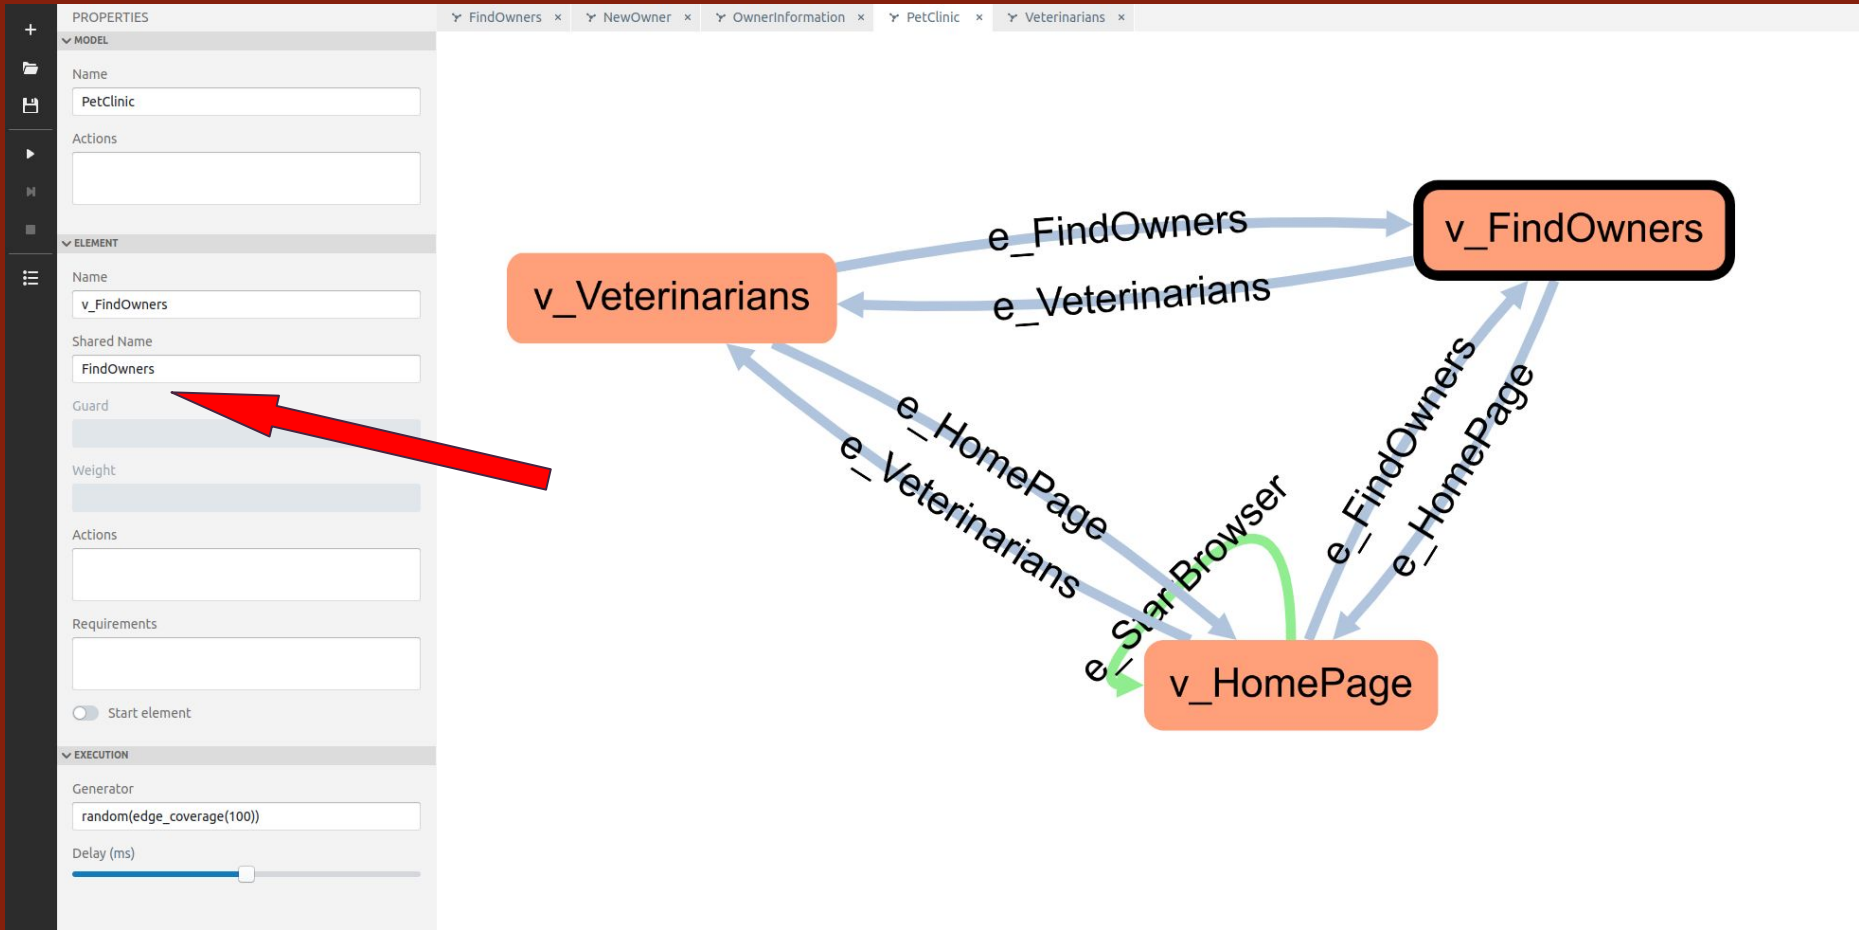 PROPERTIES
MODEL
Name
PetClinic
Actions
ELEMENT
Name
v_FindOwners
Shared Name
FindOwners
Guard
Weight
Actions
Requirements
Start element
EXECUTION
Generator
random(edge_coverage(100))
Delay (ms)
FindOwners × NewOwner × OwnerInformation × PetClinic × Veterinarians ×
e_FindOwners
v_FindOwners
v_Veterinarians
e_Veterinarians
e_HomePage
e_Veterinarians
e_StartBrowser
e_FindOwners
e_HomePage
v_HomePage